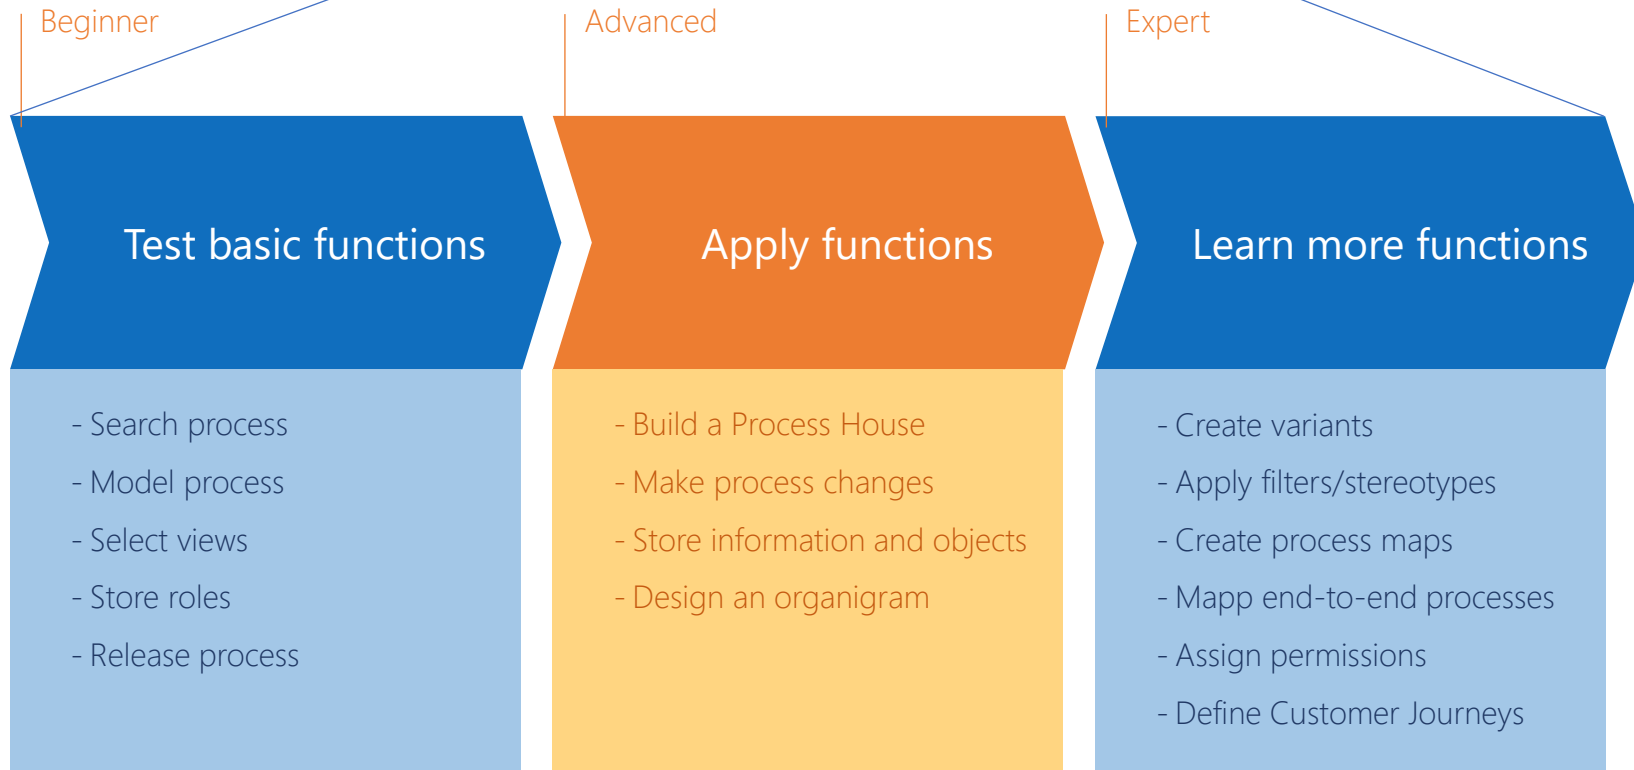 Beginner
Advanced
Expert
Test basic functions
Apply functions
Learn more functions
- Search process
- Model process
- Select views
- Store roles
- Release process
- Build a Process House
- Make process changes
- Store information and objects
- Design an organigram
- Create variants
- Apply filters/stereotypes
- Create process maps
- Mapp end-to-end processes
- Assign permissions
- Define Customer Journeys